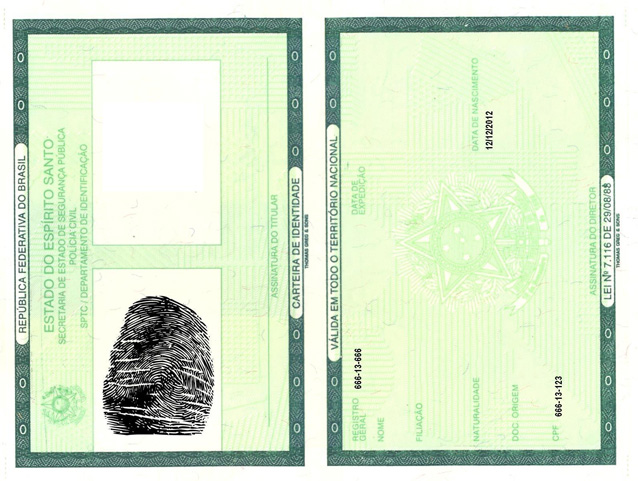 REPÚBLICA FEDERATIVA DO BRASIL
ESTADO DO ESPÍRITO SANTO
SECRETARIA DE ESTADO DE SEGURANÇA PÚBLICA
POLÍCIA CIVIL
SPTC / DEPARTAMENTO DE IDENTIFICAÇÃO
ASSINATURA DO TITULAR
CARTEIRA DE IDENTIDADE
THOMAS GREG & SONS
VÁLIDA EM TODO O TERRITÓRIO NACIONAL
REGISTRO GERAL 666-13-666
DATA DE EXPEDIÇÃO
NOME
FILIAÇÃO
NATURALIDADE
DATA DE NASCIMENTO
12/12/2012
DOC. ORIGEM
CPF 666-13-123
ASSINATURA DO DIRETOR
LEI Nº 7.116 DE 29/08/83
THOMAS GREG & SONS